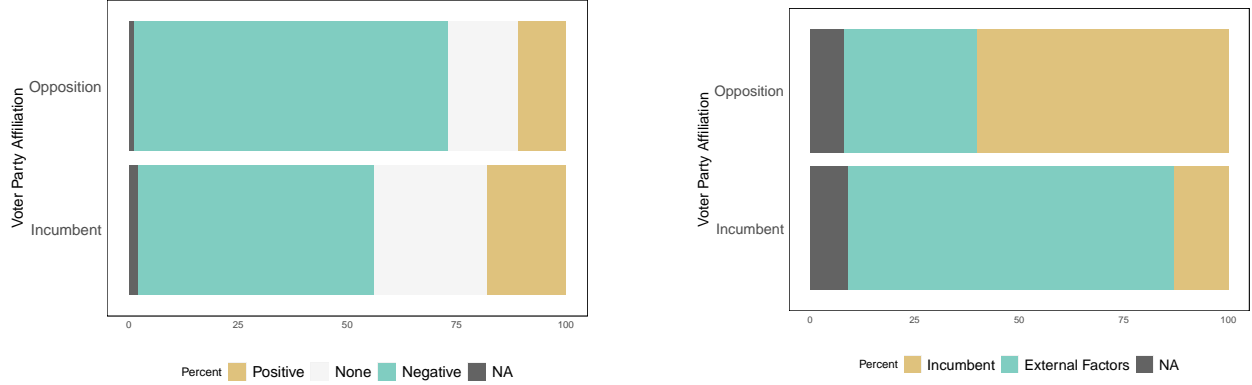 Voter Party Affiliation
Opposition
Incumbent
0 25 50 75 100
Percent Positive None Negative NA
Voter Party Affiliation
Opposition
Incumbent
0 25 50 75 100
Percent Incumbent External Factors NA